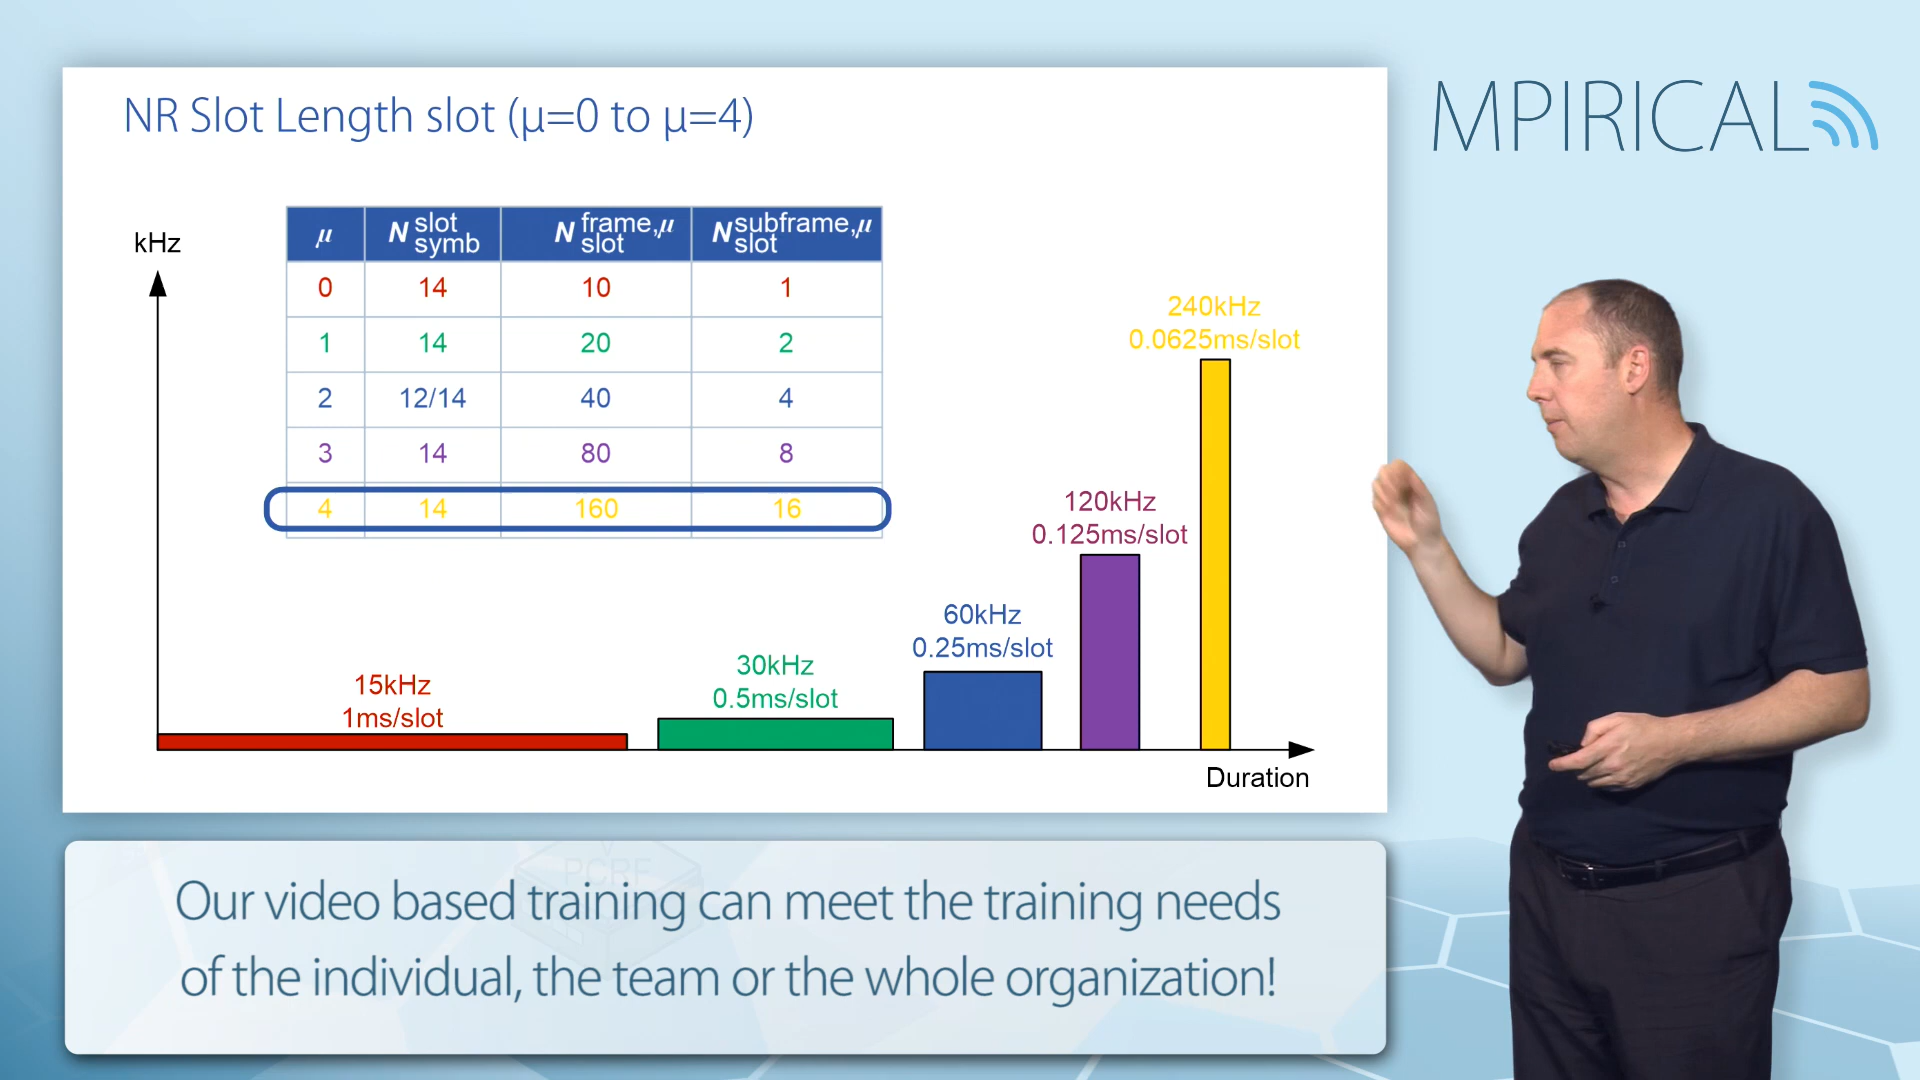 NR Slot Length slot (µ=0 to µ=4)
MPIRICAL
kHz
µ N slot symb N frame,µ slot N subframe,µ slot
0 14 10 1
1 14 20 2
2 12/14 40 4
3 14 80 8
4 14 160 16
240kHz
0.0625ms/slot
120kHz
0.125ms/slot
60kHz
0.25ms/slot
30kHz
0.5ms/slot
15kHz
1ms/slot
Duration
PCRF
Our video based training can meet the training needs
of the individual, the team or the whole organization!